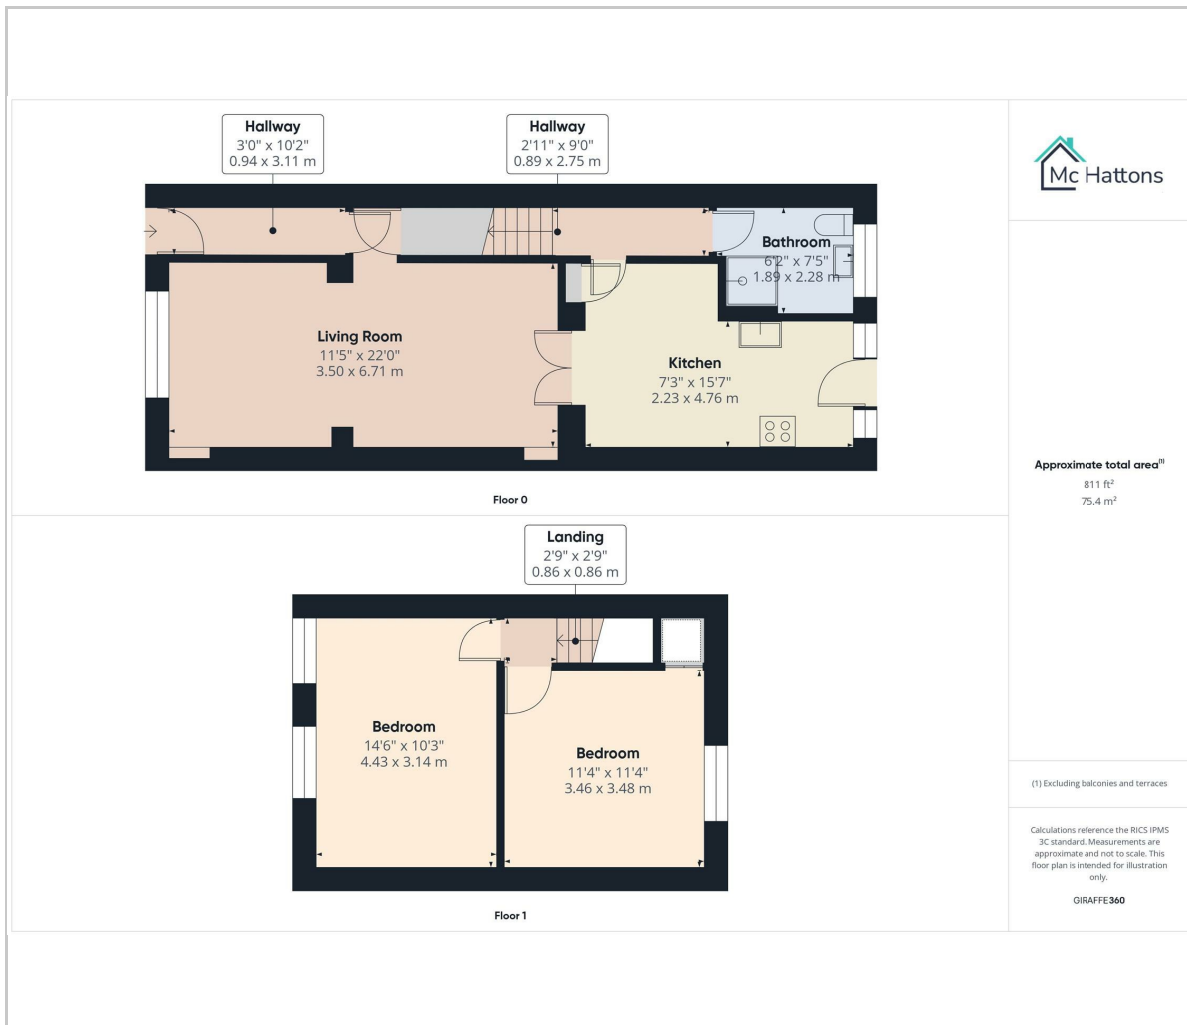 Hallway
3'0" x 10'2"
0.94 x 3.11 m
Hallway
2'11" x 9'0"
0.89 x 2.75 m
Bathroom
6'2" x 7'5"
1.89 x 2.28 m
Living Room
11'5" x 22'0"
3.50 x 6.71 m
Kitchen
7'3" x 15'7"
2.23 x 4.76 m
Floor 0
Landing
2'9" x 2'9"
0.86 x 0.86 m
Bedroom
14'6" x 10'3"
4.43 x 3.14 m
Bedroom
11'4" x 11'4"
3.46 x 3.48 m
Floor 1
Mc Hattons
Approximate total area(1)
811 ft²
75.4 m²
(1) Excluding balconies and terraces
Calculations reference the RICS IPMS
3C standard. Measurements are
approximate and not to scale. This
floor plan is intended for illustration
only.
GIRAFFE360